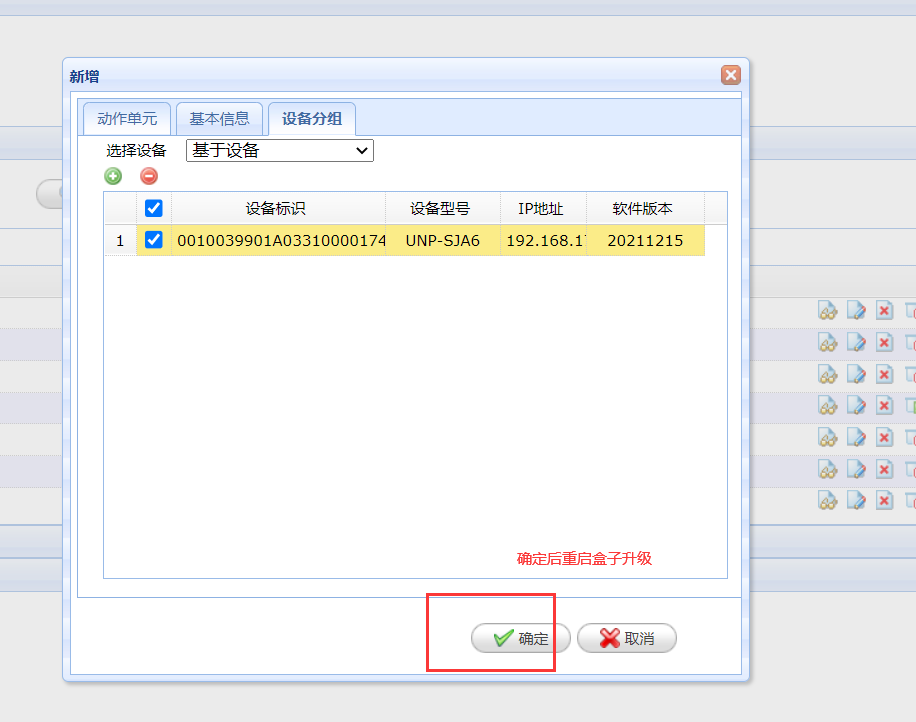 新增
动作单元 基本信息 设备分组
选择设备 基于设备
设备标识 设备型号 IP地址 软件版本
1 0010039901A03310000174 UNP-SJA6 192.168.1 20211215
确定后重启盒子升级
确定 取消